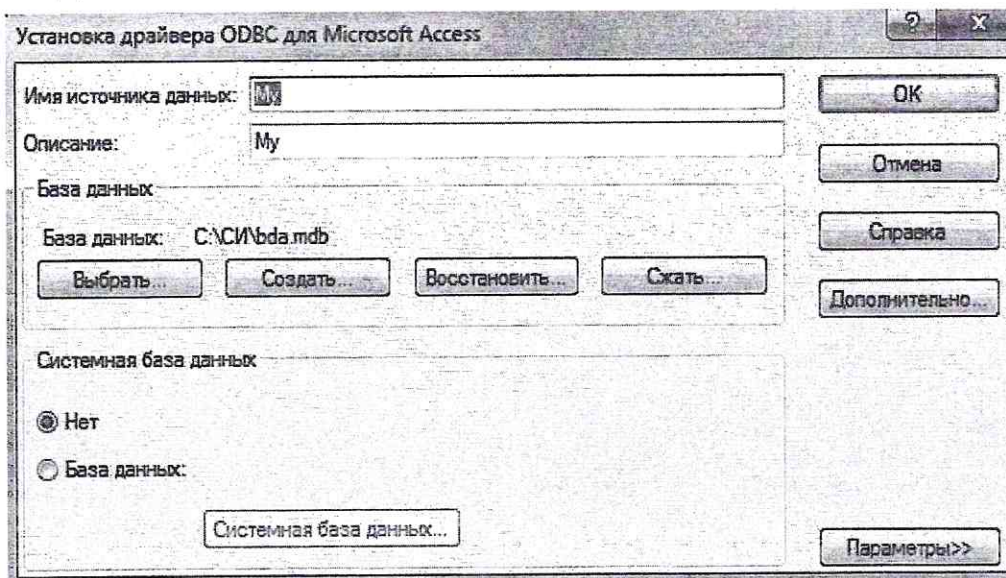 Установка драйвера ODBC для Microsoft Access
? X
Имя источника данных: My
OK
Описание: My
Отмена
База данных
База данных: C:\СИ\bda.mdb
Справка
Выбрать... Создать... Восстановить... Сжать...
Дополнительно...
Системная база данных
Нет
База данных:
Системная база данных...
Параметры>>